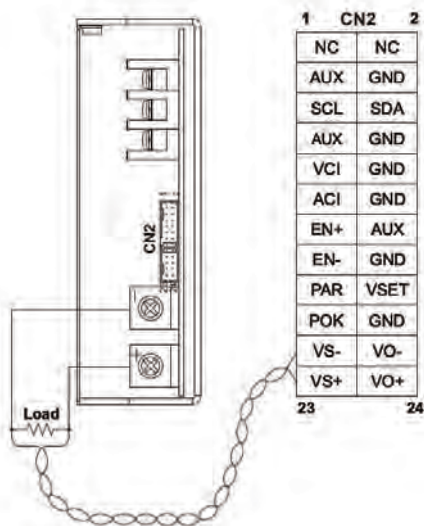 1 CN2 2
NC NC
AUX GND
SCL SDA
AUX GND
VCI GND
ACI GND
EN+ AUX
EN- GND
PAR VSET
POK GND
VS- VO-
VS+ VO+
23 24
CN2
-
+
Load